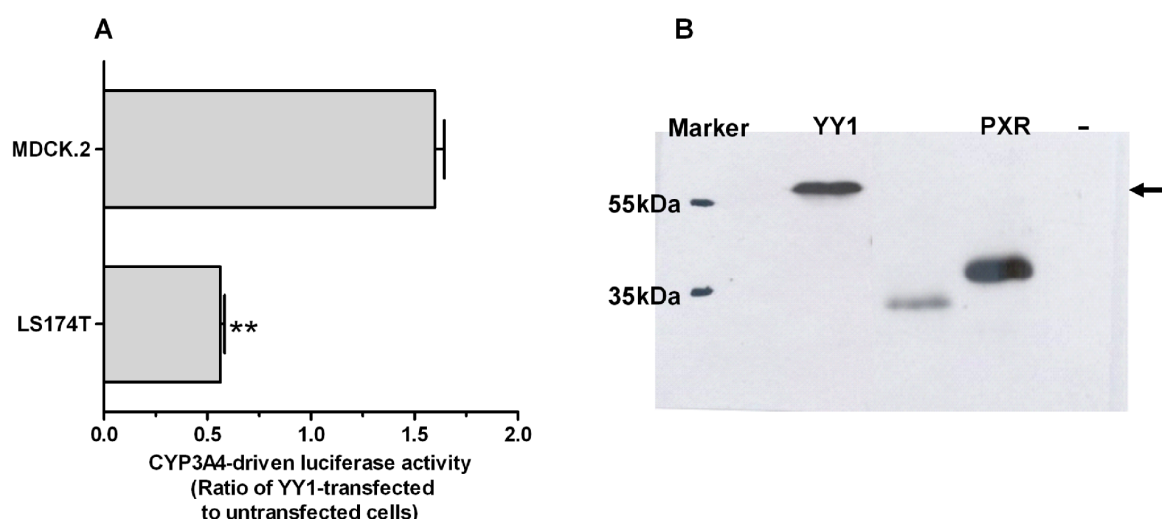 A
MDCK.2
LS174T
**
0.0 0.5 1.0 1.5 2.0
CYP3A4-driven luciferase activity
(Ratio of YY1-transfected
to untransfected cells)
B
Marker YY1 PXR -
55kDa
35kDa